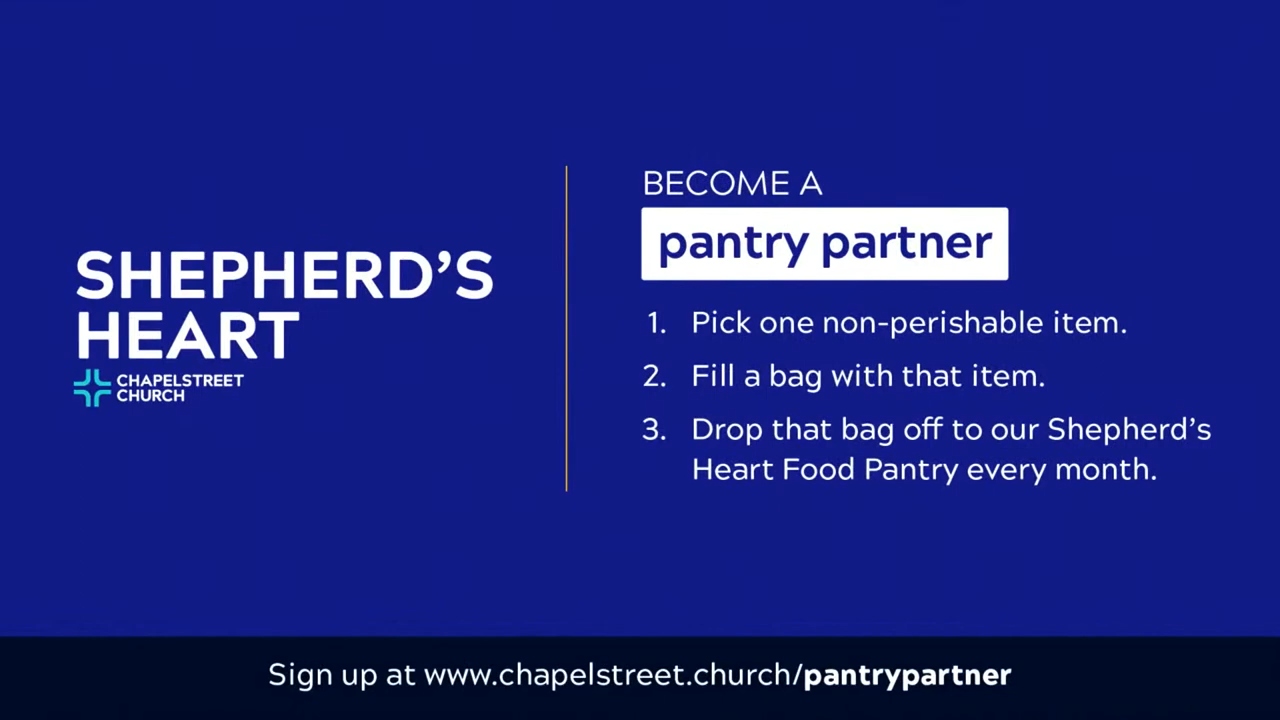 SHEPHERD’S
HEART
CHAPELSTREET
CHURCH
BECOME A
pantry partner
1. Pick one non-perishable item.
2. Fill a bag with that item.
3. Drop that bag off to our Shepherd’s
Heart Food Pantry every month.
Sign up at www.chapelstreet.church/pantrypartner